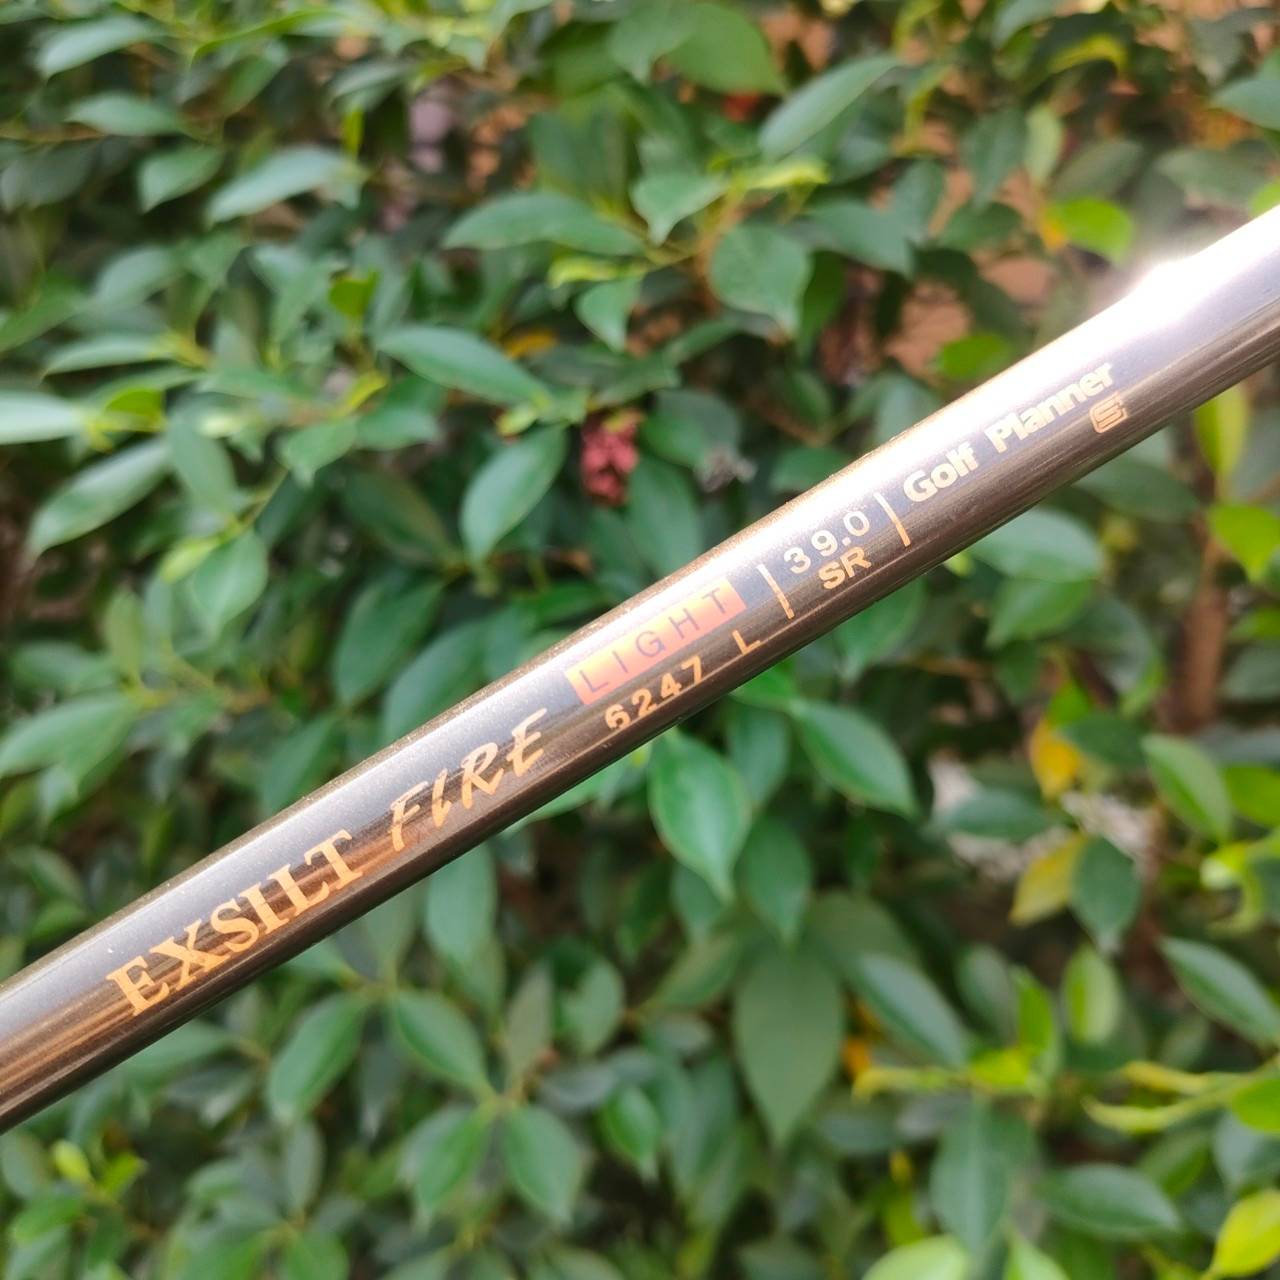 EXSILT FIRE
LIGHT
6247 L
39.0
SR
Golf Planner